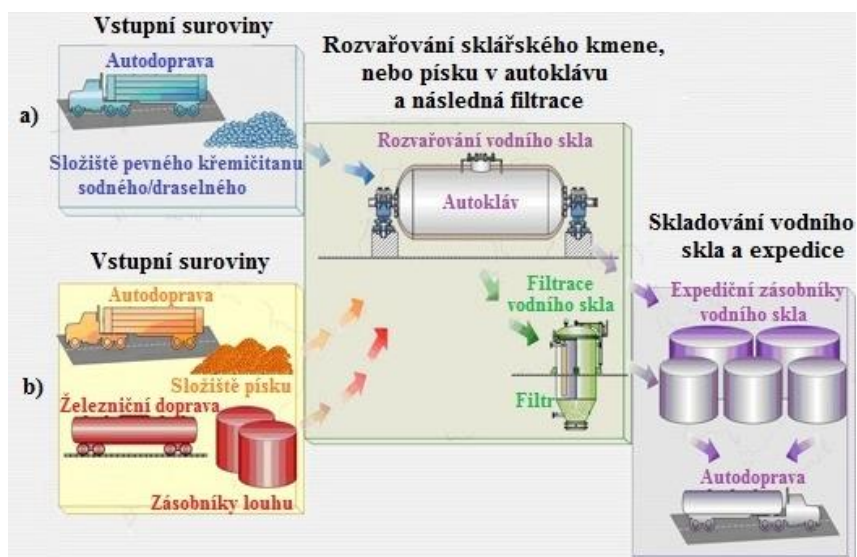 Vstupní suroviny
a)
Autodoprava
Složiště pevného křemičitanu
sodného/draselného
Vstupní suroviny
b)
Autodoprava
Složiště písku
Železniční doprava
Zásobníky louhu
Rozvařování sklářského kmene,
nebo písku v autoklávu
a následná filtrace
Rozvařování vodního skla
Autokláv
Filtrace
vodního skla
Filtr
Skladování vodního
skla a expedice
Expediční zásobníky
vodního skla
Autodoprava